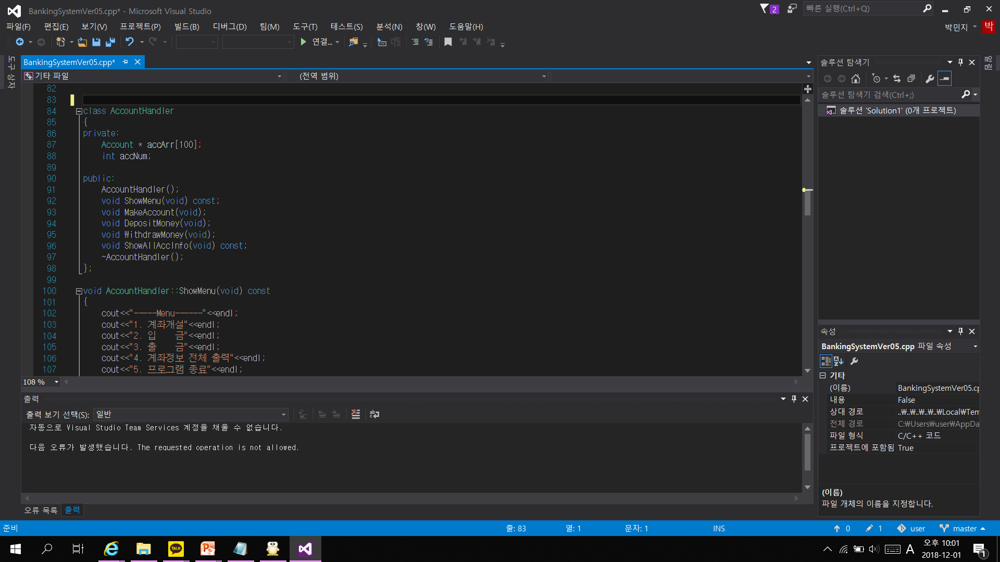 BankingSystemVer05.cpp* - Microsoft Visual Studio
2
빠른 실행(Ctrl+Q)
파일(F) 편집(E) 보기(V) 프로젝트(P) 빌드(B) 디버그(D) 팀(M) 도구(T) 테스트(S) 분석(N) 창(W) 도움말(H)
박민지 박
연결...
도구 상자
BankingSystemVer05.cpp*
기타 파일
(전역 범위)
82
83
84 class AccountHandler
85 {
86 private:
87 Account * accArr[100];
88 int accNum;
89
90 public:
91 AccountHandler();
92 void ShowMenu(void) const;
93 void MakeAccount(void);
94 void DepositMoney(void);
95 void WithdrawMoney(void);
96 void ShowAllAccInfo(void) const;
97 ~AccountHandler();
98 };
99
100 void AccountHandler::ShowMenu(void) const
101 {
102 cout<<"-----Menu------"<<endl;
103 cout<<"1. 계좌개설"<<endl;
104 cout<<"2. 입    금"<<endl;
105 cout<<"3. 출    금"<<endl;
106 cout<<"4. 계좌정보 전체 출력"<<endl;
107 cout<<"5. 프로그램 종료"<<endl;
108 %
출력
출력 보기 선택(S): 일반
자동으로 Visual Studio Team Services 계정을 채울 수 없습니다.
다음 오류가 발생했습니다. The requested operation is not allowed.
오류 목록 출력
솔루션 탐색기
솔루션 탐색기 검색(Ctrl+;)
솔루션 'Solution1' (0개 프로젝트)
알림
속성
BankingSystemVer05.cpp 파일 속성
기타
(이름) BankingSystemVer05.cp
내용 False
상대 경로 ..₩..₩..₩..₩..₩Local₩Tem
전체 경로 C:₩Users₩user₩AppDa
파일 형식 C/C++ 코드
프로젝트에 포함됨 True
(이름)
파일 개체의 이름을 지정합니다.
준비 줄: 83 열: 1 문자: 1 INS 0 1 user master
TALK
A
오후 10:01
2018-12-01
1